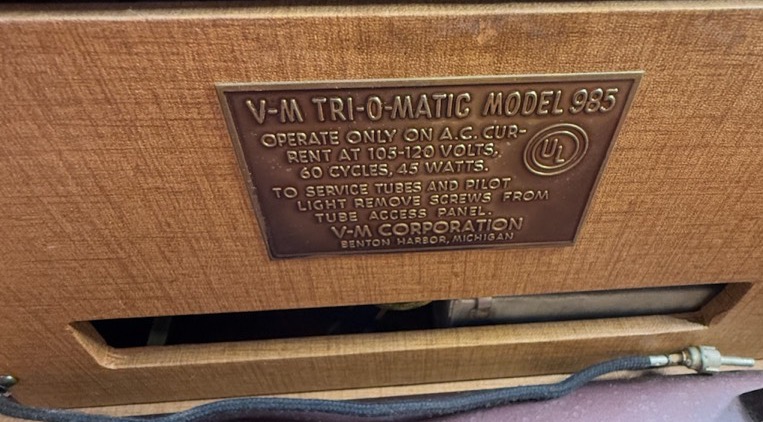 V-M TRI-O-MATIC MODEL 985
OPERATE ONLY ON A.C. CUR-
RENT AT 105-120 VOLTS,
60 CYCLES, 45 WATTS.
UL
TO SERVICE TUBES AND PILOT
LIGHT REMOVE SCREWS FROM
TUBE ACCESS PANEL.
V-M CORPORATION
BENTON HARBOR, MICHIGAN